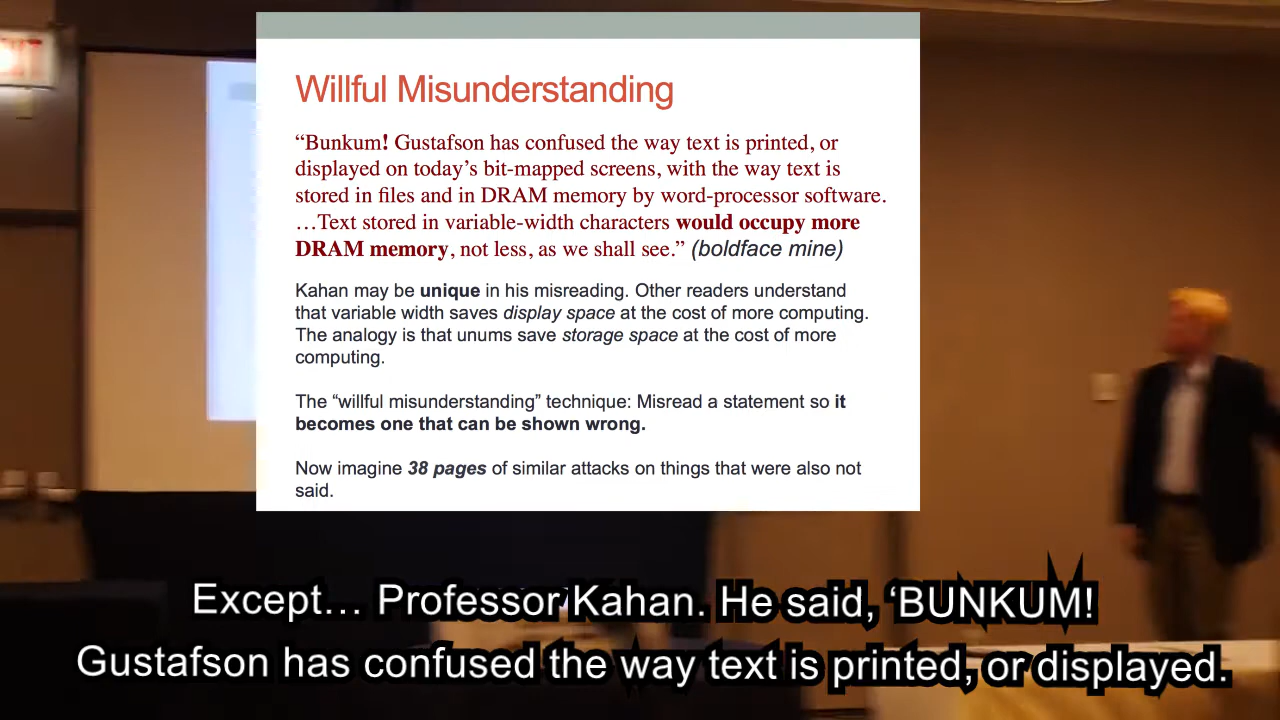 Willful Misunderstanding
“Bunkum! Gustafson has confused the way text is printed, or
displayed on today’s bit-mapped screens, with the way text is
stored in files and in DRAM memory by word-processor software.
…Text stored in variable-width characters would occupy more
DRAM memory, not less, as we shall see.” (boldface mine)
Kahan may be unique in his misreading. Other readers understand
that variable width saves display space at the cost of more computing.
The analogy is that unums save storage space at the cost of more
computing.
The “willful misunderstanding” technique: Misread a statement so it
becomes one that can be shown wrong.
Now imagine 38 pages of similar attacks on things that were also not
said.
Except… Professor Kahan. He said, ‘BUNKUM!
Gustafson has confused the way text is printed, or displayed.